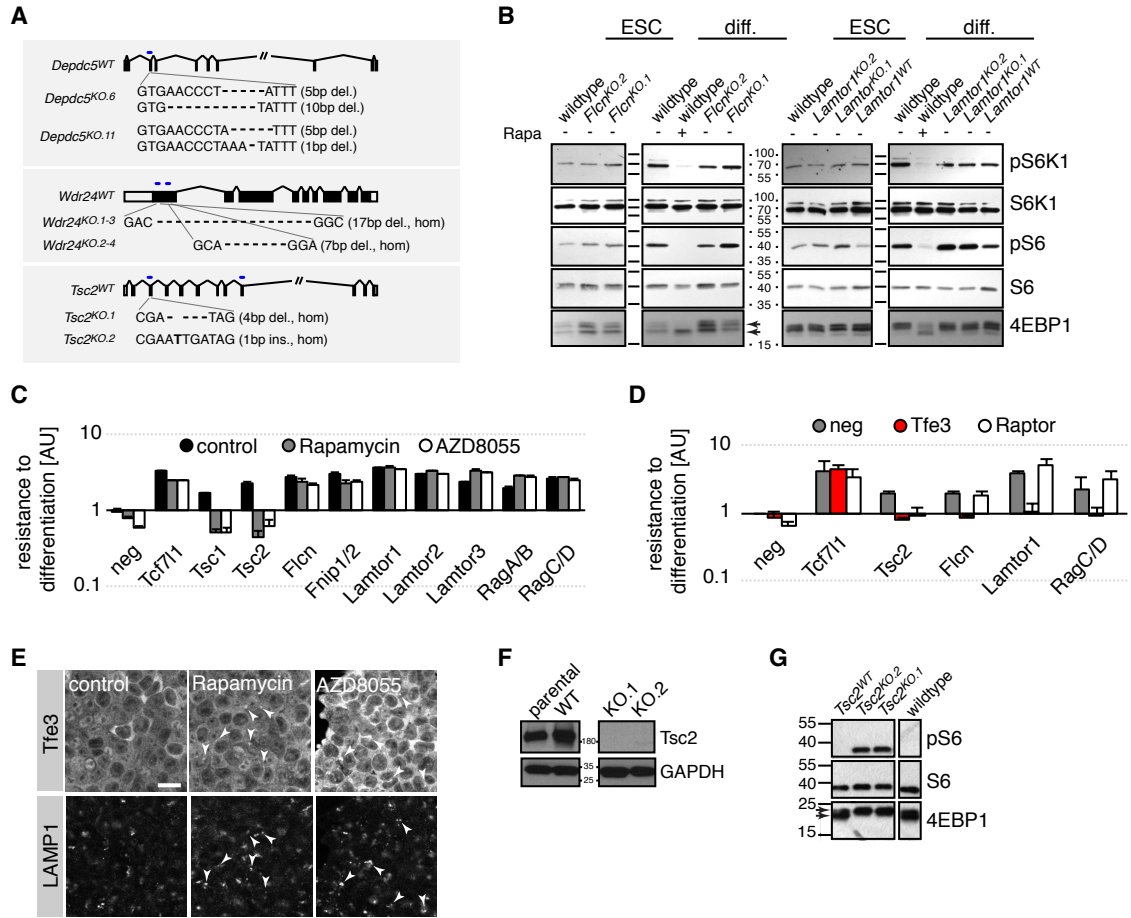 A
Depdc5WT
//
Depdc5KO.6
GTGAACCCT-----ATTT (5bp del.)
GTG----------TATTT (10bp del.)
Depdc5KO.11
GTGAACCCTA-----TTT (5bp del.)
GTGAACCCTAAA-TATTT (1bp del.)
Wdr24WT
Wdr24KO.1-3 GAC-----------------GGC (17bp del., hom)
Wdr24KO.2-4 GCA-------GGA (7bp del., hom)
Tsc2WT
//
Tsc2KO.1 CGA----TAG (4bp del., hom)
Tsc2KO.2 CGAATTGATAG (1bp ins., hom)
B
ESC diff. ESC diff.
wildtype FlcnKO.2 FlcnKO.1 wildtype wildtype FlcnKO.2 FlcnKO.1 wildtype Lamtor1KO.2 LamtorKO.1 Lamtor1WT wildtype wildtype Lamtor1KO.2 Lamtor1KO.1 Lamtor1WT
Rapa - - - - + - - - - - - - + - - -
100 70 55 pS6K1
100 70 55 S6K1
55 40 35 pS6
55 40 35 S6
15 4EBP1
C
resistance to differentiation [AU]
10
1
0.1
control Rapamycin AZD8055
neg Tcf7l1 Tsc1 Tsc2 Flcn Fnip1/2 Lamtor1 Lamtor2 Lamtor3 RagA/B RagC/D
D
resistance to differentiation [AU]
10
1
0.1
neg Tfe3 Raptor
neg Tcf7l1 Tsc2 Flcn Lamtor1 RagC/D
E
control Rapamycin AZD8055
Tfe3
LAMP1
F
parental WT KO.1 KO.2
180 Tsc2
35 25 GAPDH
G
Tsc2WT Tsc2KO.2 Tsc2KO.1 wildtype
55 40 pS6
55 40 S6
25 15 4EBP1